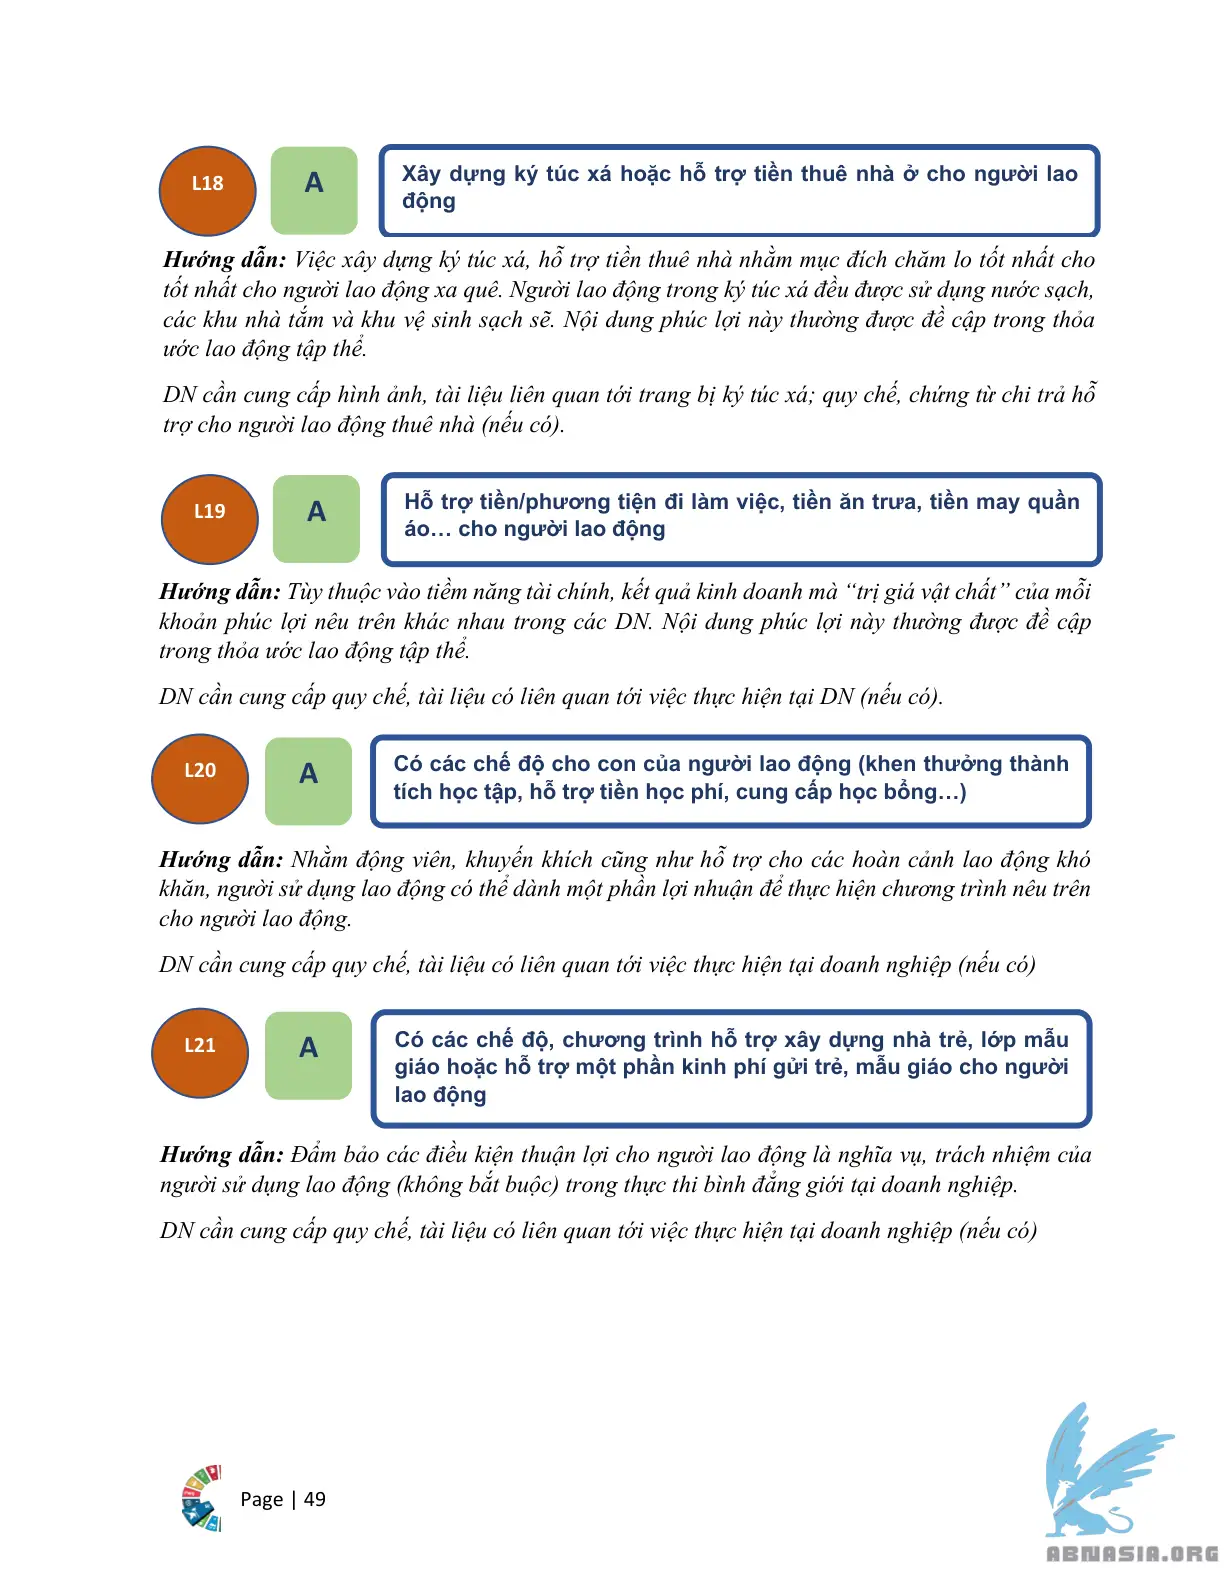 L18
A
Xây dựng ký túc xá hoặc hỗ trợ tiền thuê nhà ở cho người lao
động
Hướng dẫn: Việc xây dựng ký túc xá, hỗ trợ tiền thuê nhà nhằm mục đích chăm lo tốt nhất cho
tốt nhất cho người lao động xa quê. Người lao động trong ký túc xá đều được sử dụng nước sạch,
các khu nhà tắm và khu vệ sinh sạch sẽ. Nội dung phúc lợi này thường được đề cập trong thỏa
ước lao động tập thể.
DN cần cung cấp hình ảnh, tài liệu liên quan tới trang bị ký túc xá; quy chế, chứng từ chi trả hỗ
trợ cho người lao động thuê nhà (nếu có).
L19
A
Hỗ trợ tiền/phương tiện đi làm việc, tiền ăn trưa, tiền may quần
áo… cho người lao động
Hướng dẫn: Tùy thuộc vào tiềm năng tài chính, kết quả kinh doanh mà “trị giá vật chất” của mỗi
khoản phúc lợi nêu trên khác nhau trong các DN. Nội dung phúc lợi này thường được đề cập
trong thỏa ước lao động tập thể.
DN cần cung cấp quy chế, tài liệu có liên quan tới việc thực hiện tại DN (nếu có).
L20
A
Có các chế độ cho con của người lao động (khen thưởng thành
tích học tập, hỗ trợ tiền học phí, cung cấp học bổng…)
Hướng dẫn: Nhằm động viên, khuyến khích cũng như hỗ trợ cho các hoàn cảnh lao động khó
khăn, người sử dụng lao động có thể dành một phần lợi nhuận để thực hiện chương trình nêu trên
cho người lao động.
DN cần cung cấp quy chế, tài liệu có liên quan tới việc thực hiện tại doanh nghiệp (nếu có)
L21
A
Có các chế độ, chương trình hỗ trợ xây dựng nhà trẻ, lớp mẫu
giáo hoặc hỗ trợ một phần kinh phí gửi trẻ, mẫu giáo cho người
lao động
Hướng dẫn: Đẩm bảo các điều kiện thuận lợi cho người lao động là nghĩa vụ, trách nhiệm của
người sử dụng lao động (không bắt buộc) trong thực thi bình đẳng giới tại doanh nghiệp.
DN cần cung cấp quy chế, tài liệu có liên quan tới việc thực hiện tại doanh nghiệp (nếu có)
Page | 49
ABNASIA.ORG